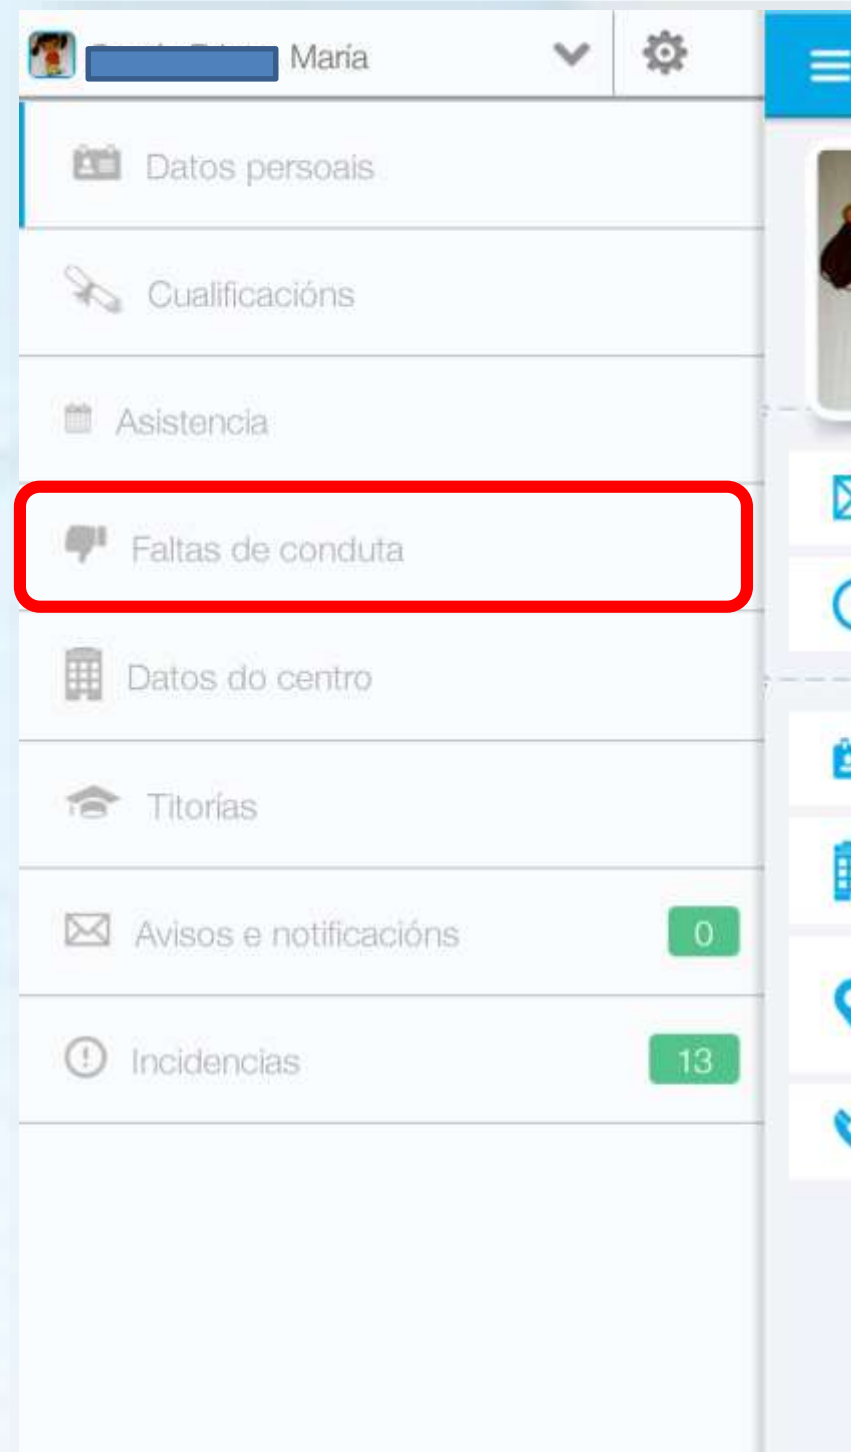 María
Datos persoais
Cualificacións
Asistencia
Faltas de conduta
Datos do centro
Titorías
Avisos e notificacións 0
Incidencias 13